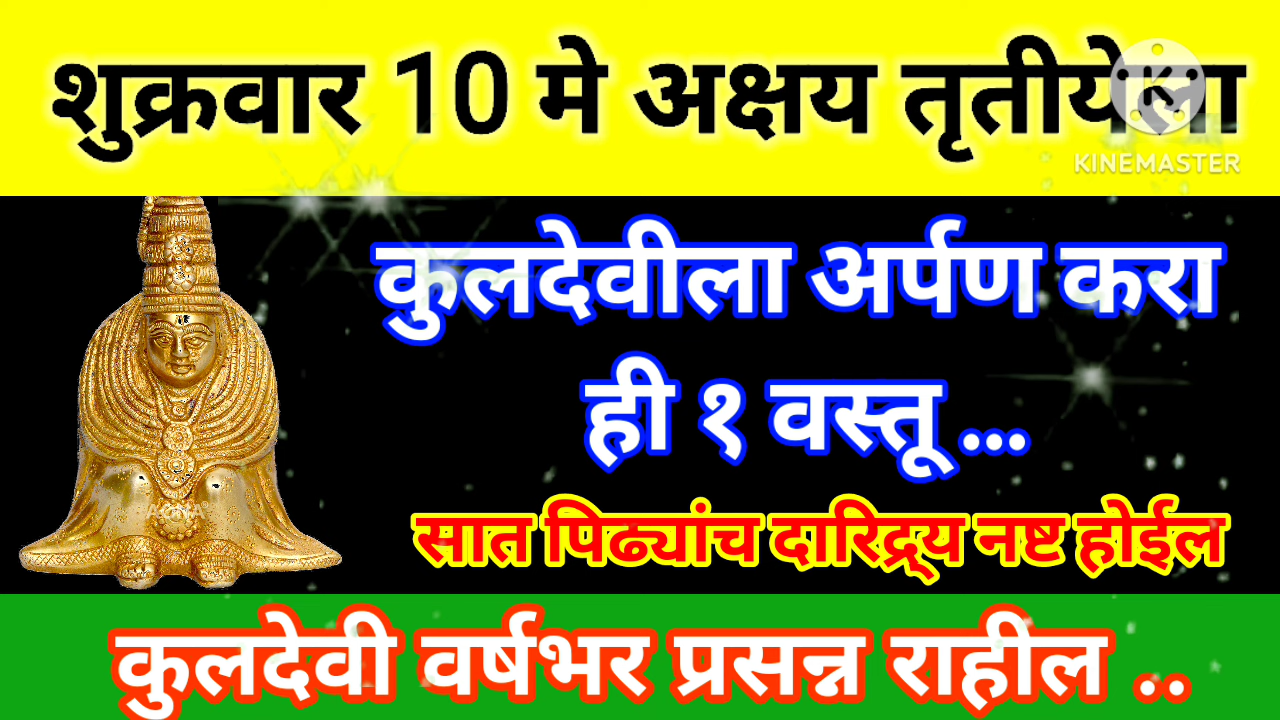 शुक्रवार 10 मे अक्षय तृतीयेला
KINEMASTER
कुलदेवीला अर्पण करा
ही १ वस्तू ...
सात पिढ्यांच दारिद्र्य नष्ट होईल
कुलदेवी वर्षभर प्रसन्न राहील ..